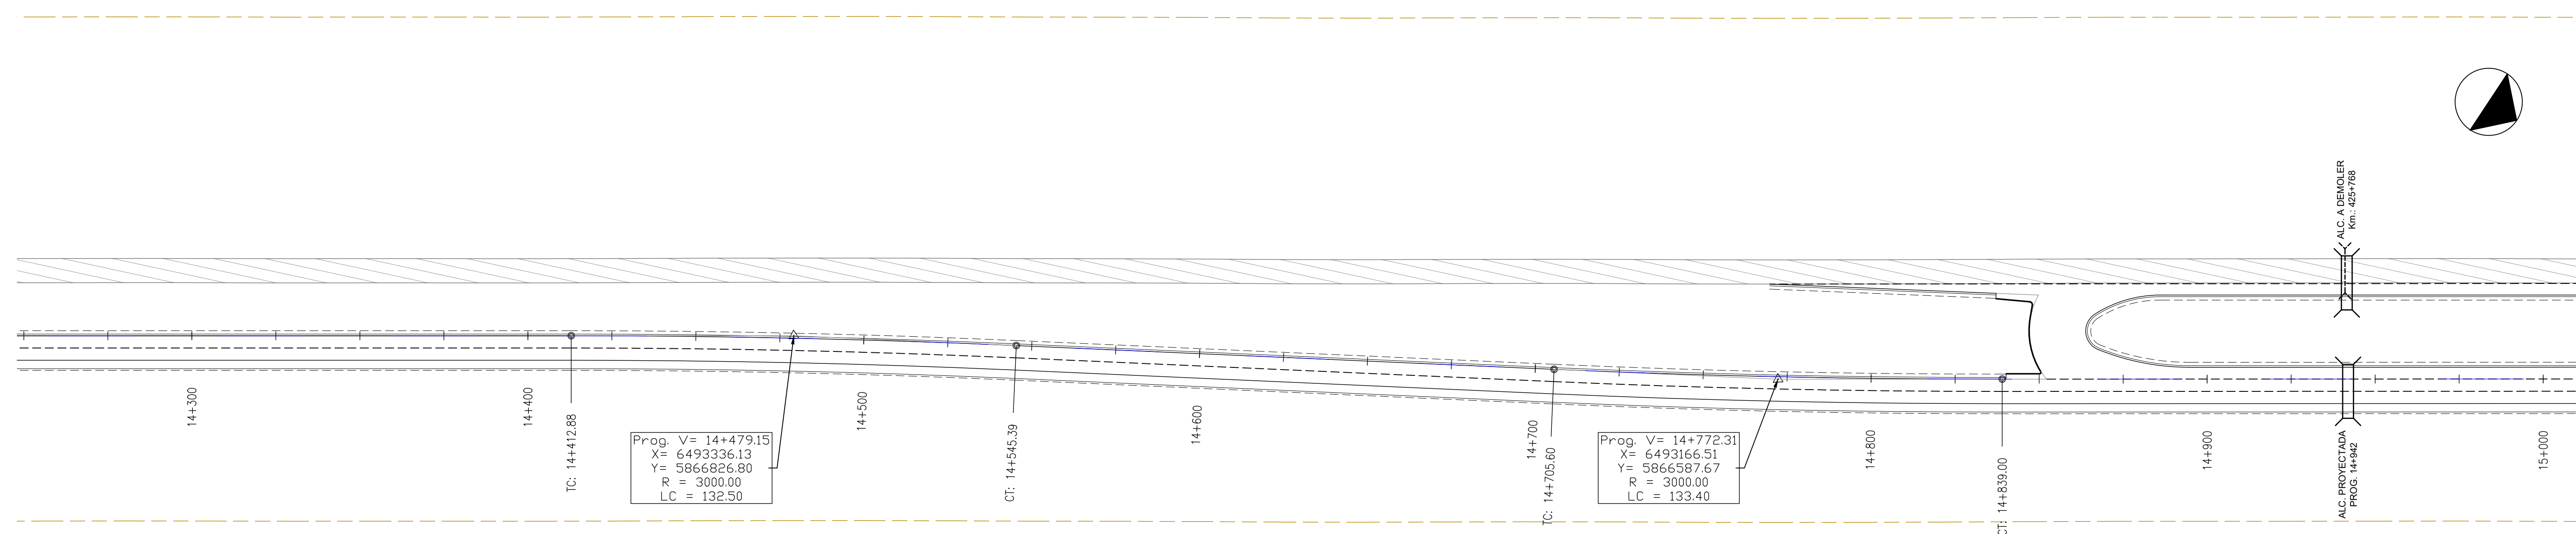 14+300
14+400
TC: 14+412.88
Prog. V= 14+479.15
X= 6493336.13
Y= 5866826.80
R = 3000.00
LC = 132.50
14+500
CT: 14+545.39
14+600
14+700
TC: 14+705.60
Prog. V= 14+772.31
X= 6493166.51
Y= 5866587.67
R = 3000.00
LC = 133.40
14+800
CT: 14+839.00
14+900
ALC. A DEMOLER
Km.: 425+768
ALC. PROYECTADA
PROG. 14+942
15+000